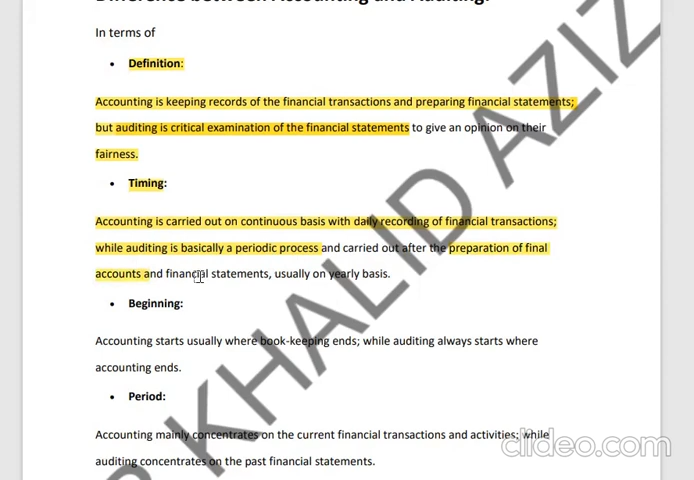 Difference between Accounting and Auditing:
In terms of
• Definition:
Accounting is keeping records of the financial transactions and preparing financial statements;
but auditing is critical examination of the financial statements to give an opinion on their
fairness.
• Timing:
Accounting is carried out on continuous basis with daily recording of financial transactions;
while auditing is basically a periodic process and carried out after the preparation of final
accounts and financial statements, usually on yearly basis.
• Beginning:
Accounting starts usually where book-keeping ends; while auditing always starts where
accounting ends.
• Period:
Accounting mainly concentrates on the current financial transactions and activities; while
auditing concentrates on the past financial statements.
KHALID AZIZ
clideo.com